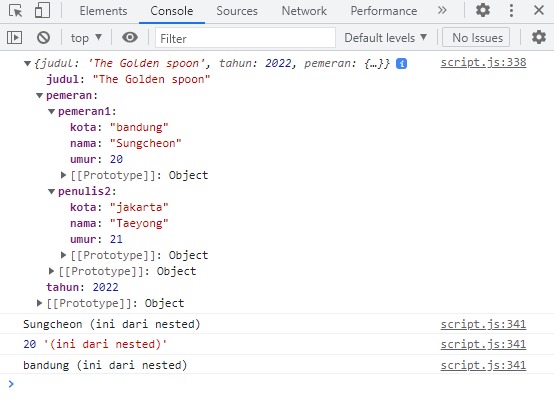 Elements Console Sources Network Performance »
top Filter Default levels No Issues
{judul: 'The Golden spoon', tahun: 2022, pemeran: {…}} i script.js:338
judul: "The Golden spoon"
pemeran:
pemeran1:
kota: "bandung"
nama: "Sungcheon"
umur: 20
[[Prototype]]: Object
penulis2:
kota: "jakarta"
nama: "Taeyong"
umur: 21
[[Prototype]]: Object
[[Prototype]]: Object
tahun: 2022
[[Prototype]]: Object
Sungcheon (ini dari nested) script.js:341
20 '(ini dari nested)' script.js:341
bandung (ini dari nested) script.js:341
>